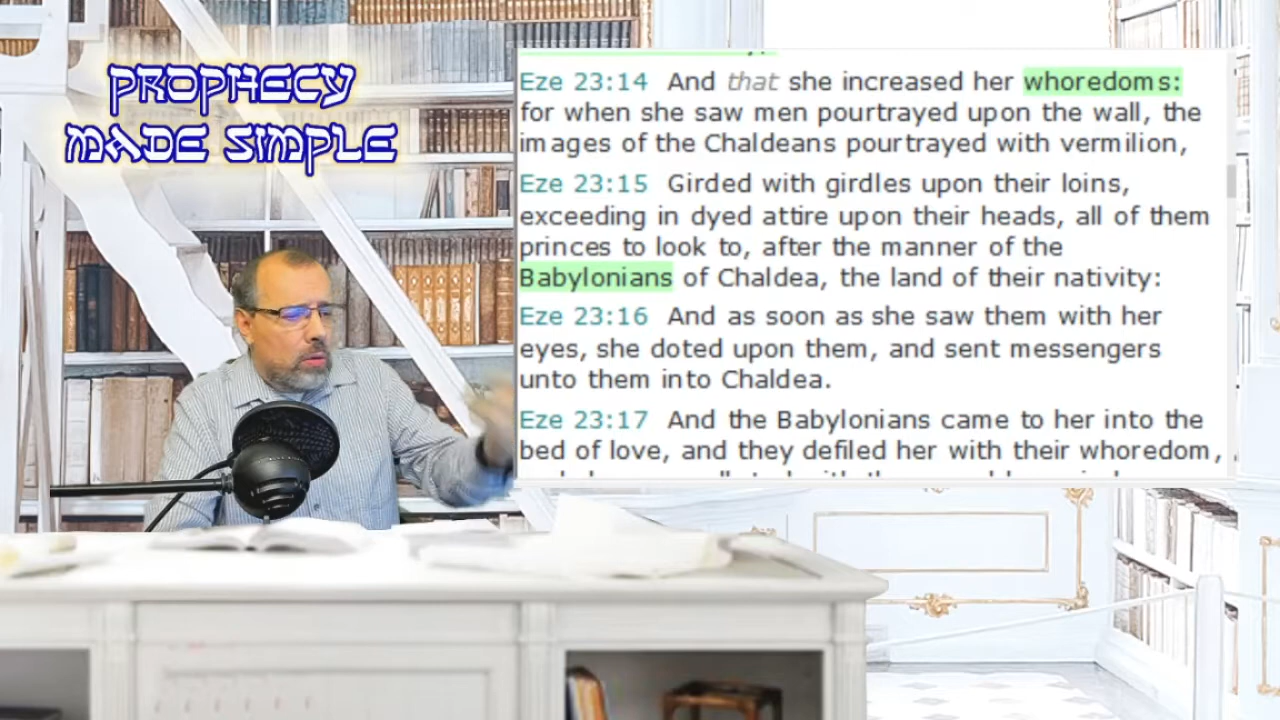 PROPHECY
MADE SIMPLE
Eze 23:14 And that she increased her whoredoms:
for when she saw men pourtrayed upon the wall, the
images of the Chaldeans pourtrayed with vermilion,
Eze 23:15 Girded with girdles upon their loins,
exceeding in dyed attire upon their heads, all of them
princes to look to, after the manner of the
Babylonians of Chaldea, the land of their nativity:
Eze 23:16 And as soon as she saw them with her
eyes, she doted upon them, and sent messengers
unto them into Chaldea.
Eze 23:17 And the Babylonians came to her into the
bed of love, and they defiled her with their whoredom,